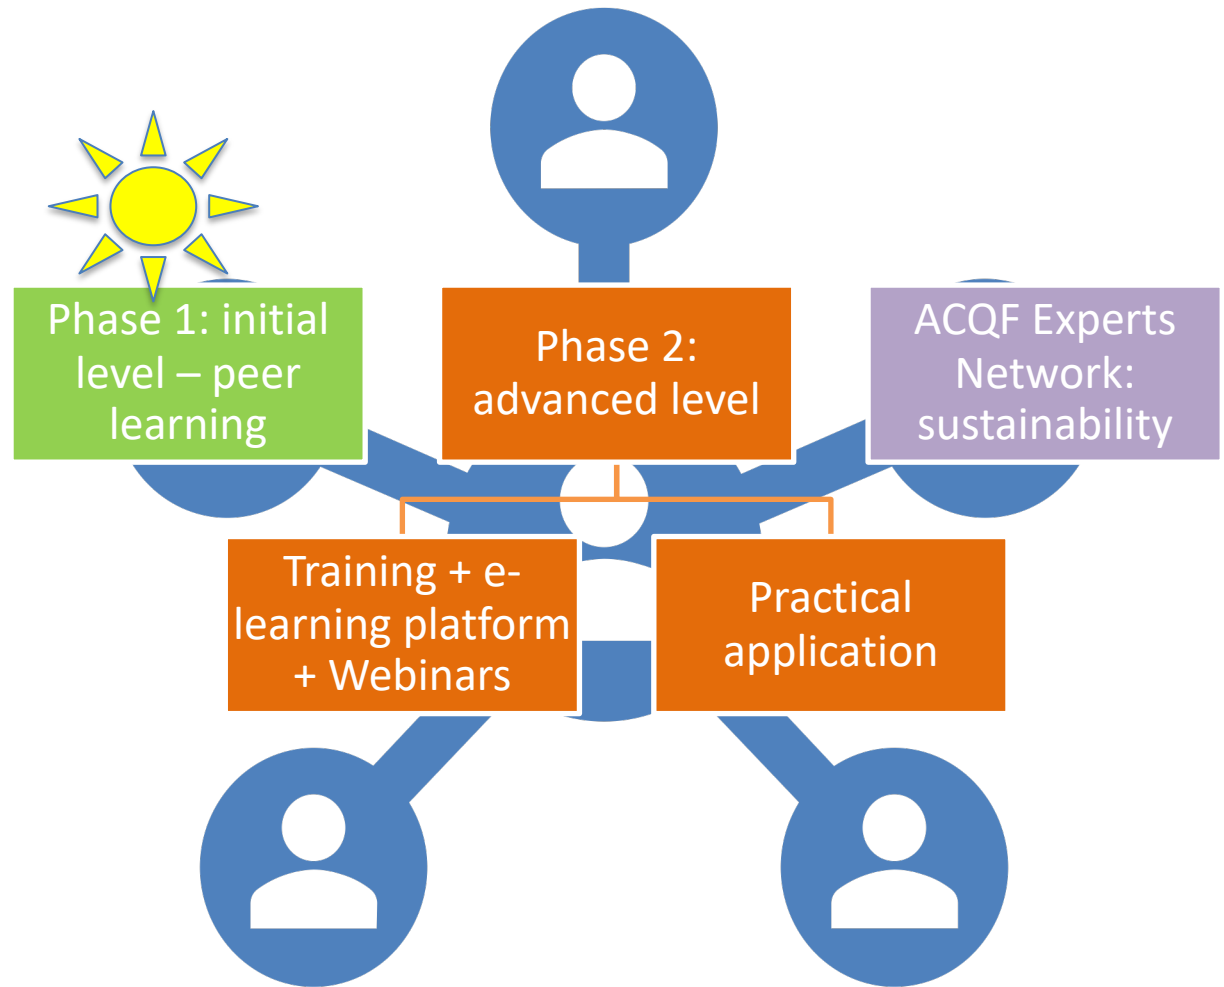 Phase 1: initial
level – peer
learning
Phase 2:
advanced level
ACQF Experts
Network:
sustainability
Training + e-
learning platform
+ Webinars
Practical
application